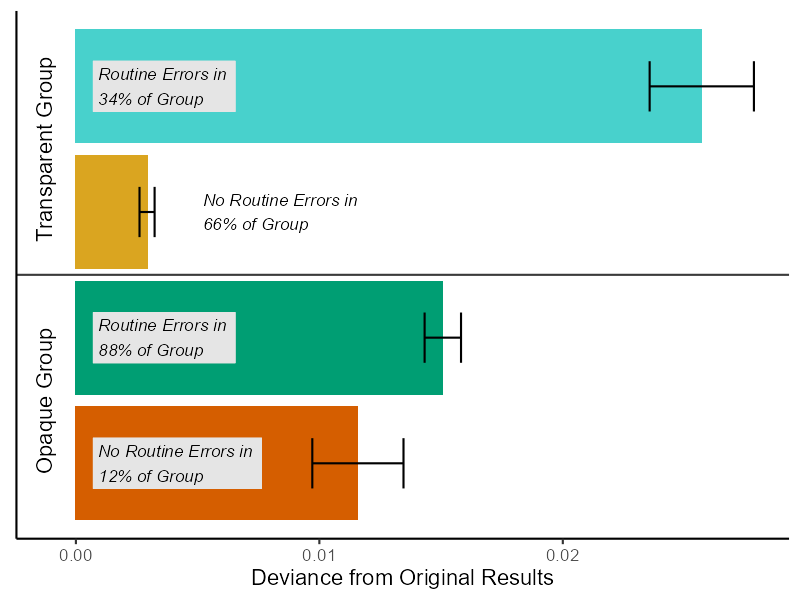 Transparent Group
Routine Errors in
34% of Group
No Routine Errors in
66% of Group
Opaque Group
Routine Errors in
88% of Group
No Routine Errors in
12% of Group
0.00
0.01
0.02
Deviance from Original Results